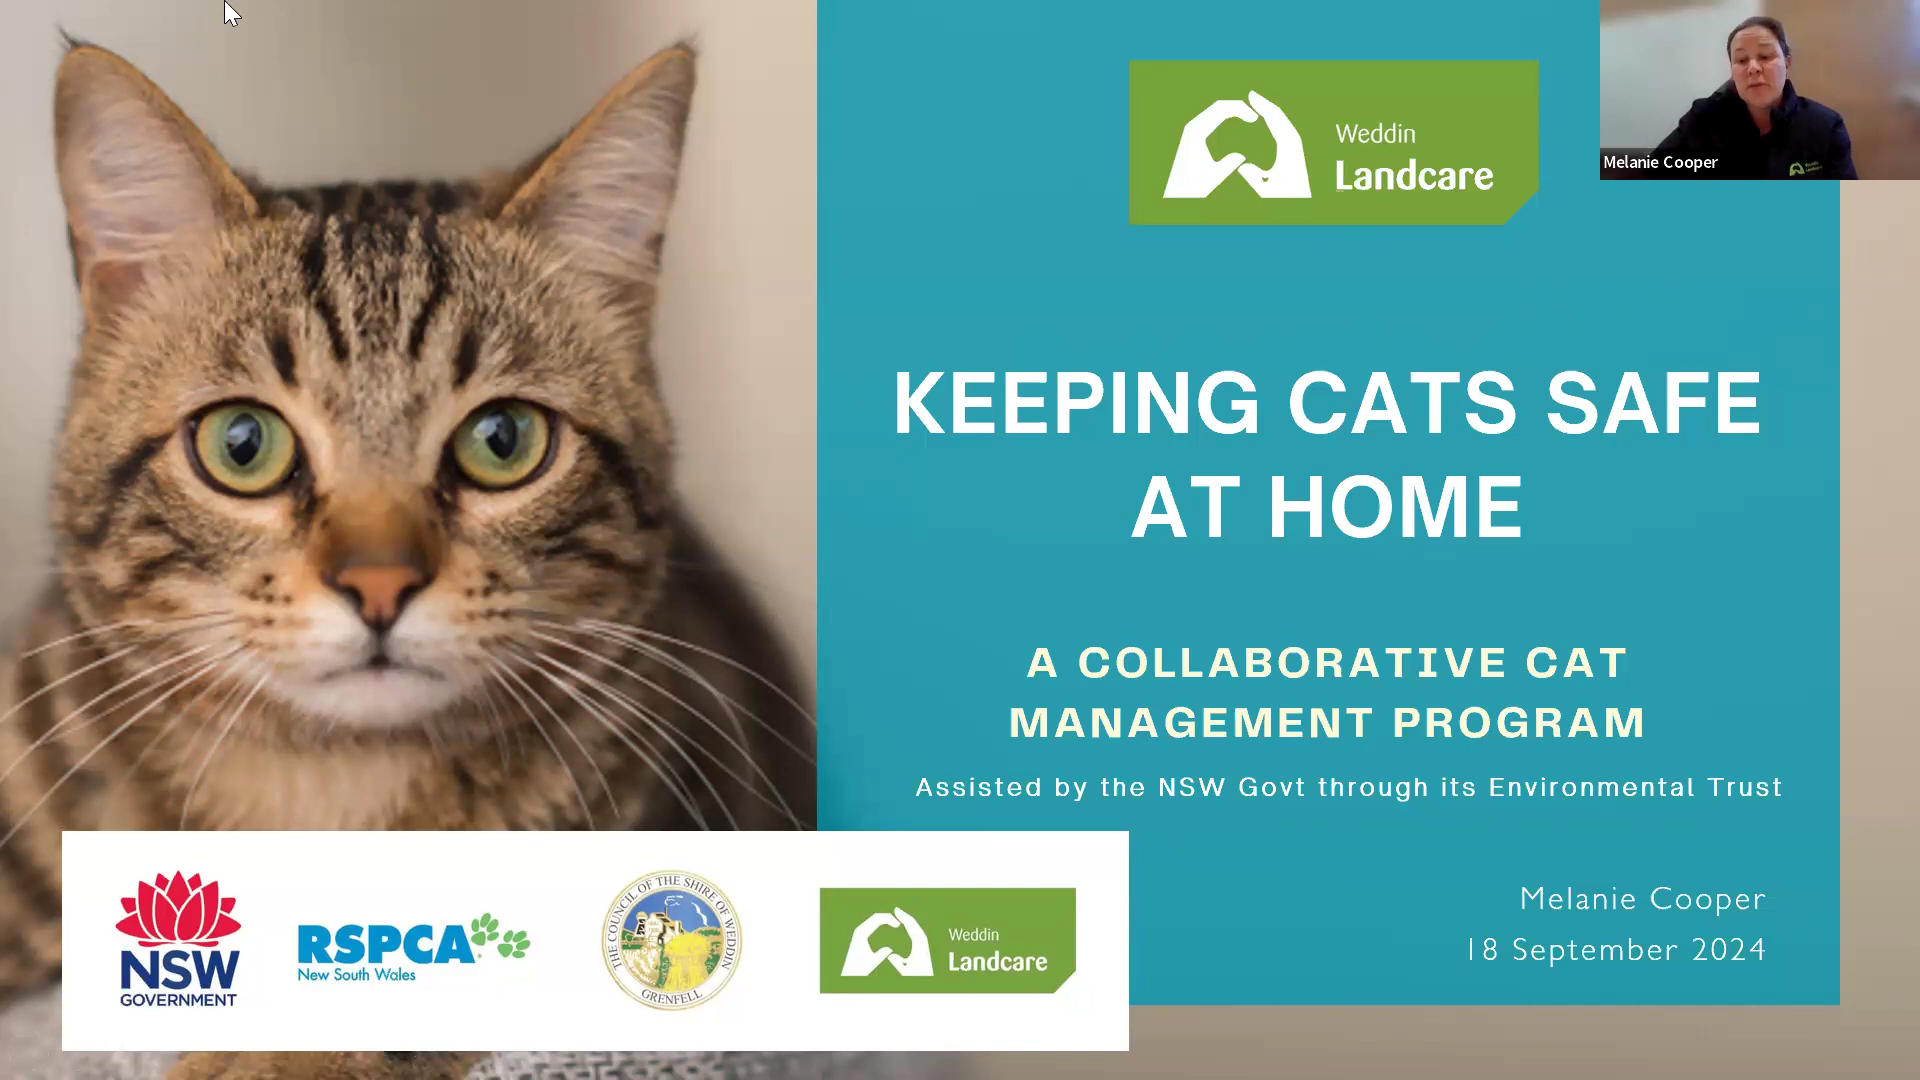 Weddin
Landcare
Melanie Cooper
KEEPING CATS SAFE
AT HOME
A COLLABORATIVE CAT
MANAGEMENT PROGRAM
Assisted by the NSW Govt through its Environmental Trust
Melanie Cooper
18 September 2024
NSW
GOVERNMENT
RSPCA
New South Wales
THE COUNCIL OF THE SHIRE OF WEDDIN
GRENFELL
Weddin
Landcare